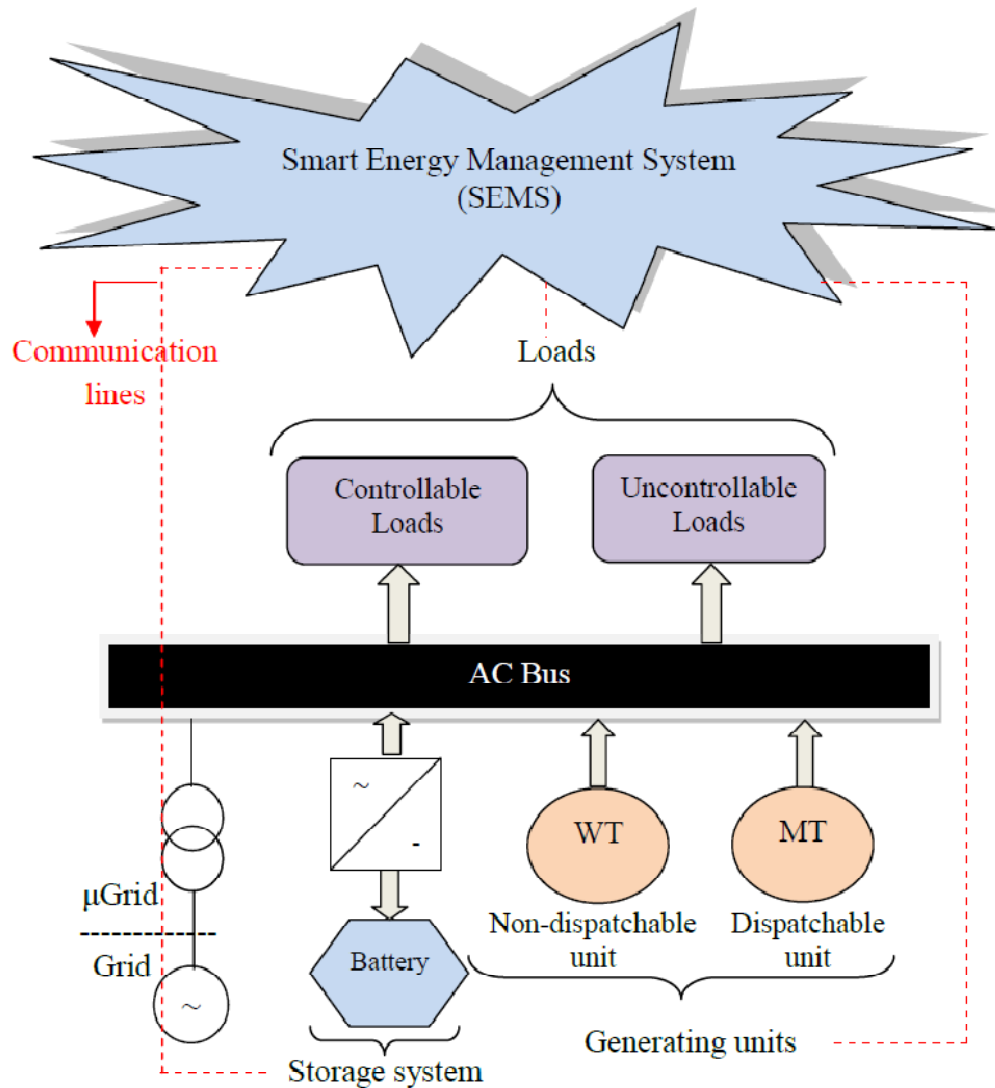 Smart Energy Management System
(SEMS)
Communication
lines
Loads
Controllable
Loads
Uncontrollable
Loads
AC Bus
~
-
WT
MT
μGrid
Grid
~
Battery
Non-dispatchable
unit
Dispatchable
unit
Storage system
Generating units